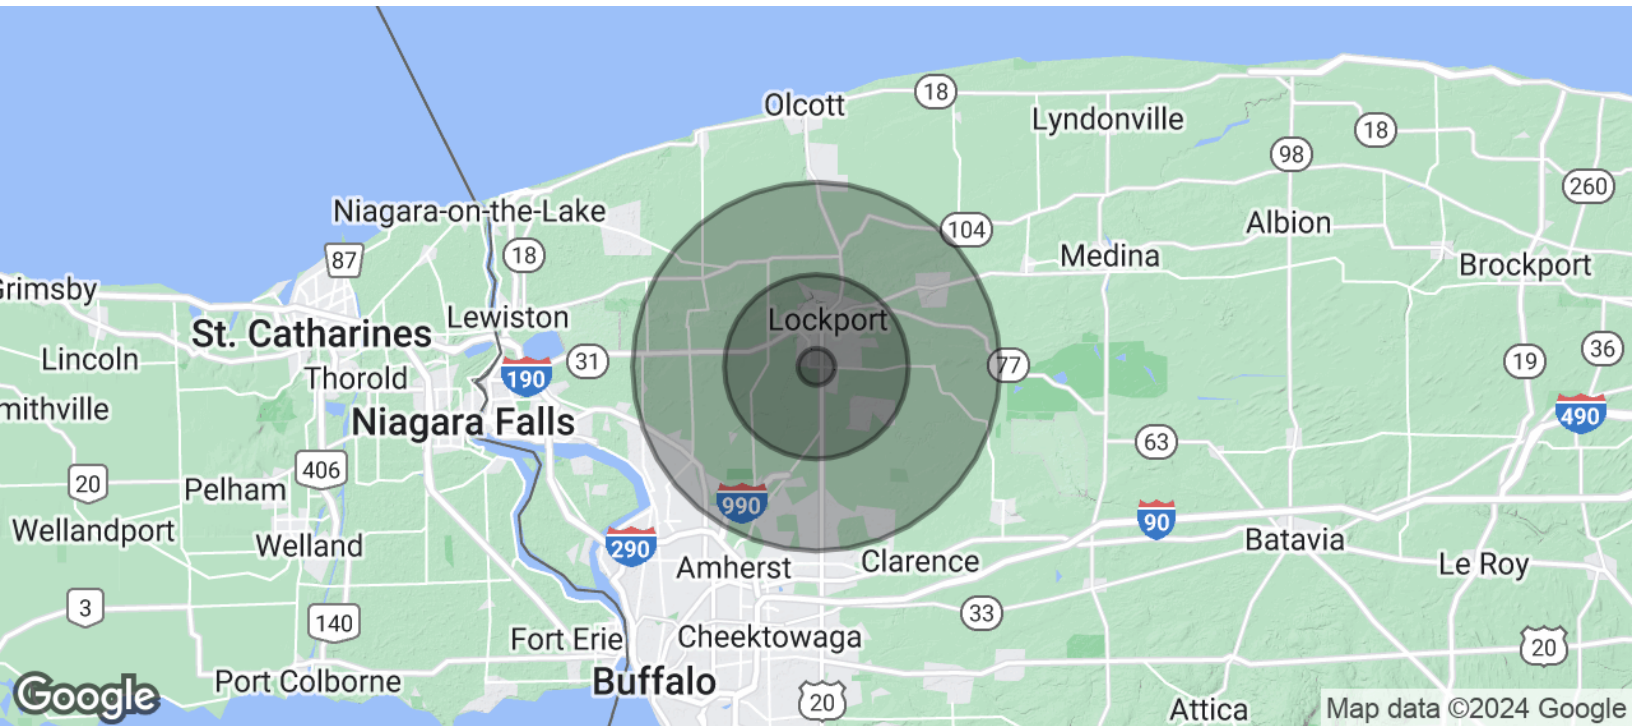 Olcott
18
Lyndonville
18
98
260
Niagara-on-the-Lake
104
Albion
18
87
Medina
Brockport
Grimsby
Lewiston
Lockport
St. Catharines
Lincoln
31
77
19
36
Thorold
190
mithville
Niagara Falls
490
63
406
20
Pelham
990
90
Wellandport
Welland
290
Batavia
Amherst
Clarence
Le Roy
3
33
140
Fort Erie
Cheektowaga
20
Port Colborne
Buffalo
Google
20
Attica
Map data ©2024 Google